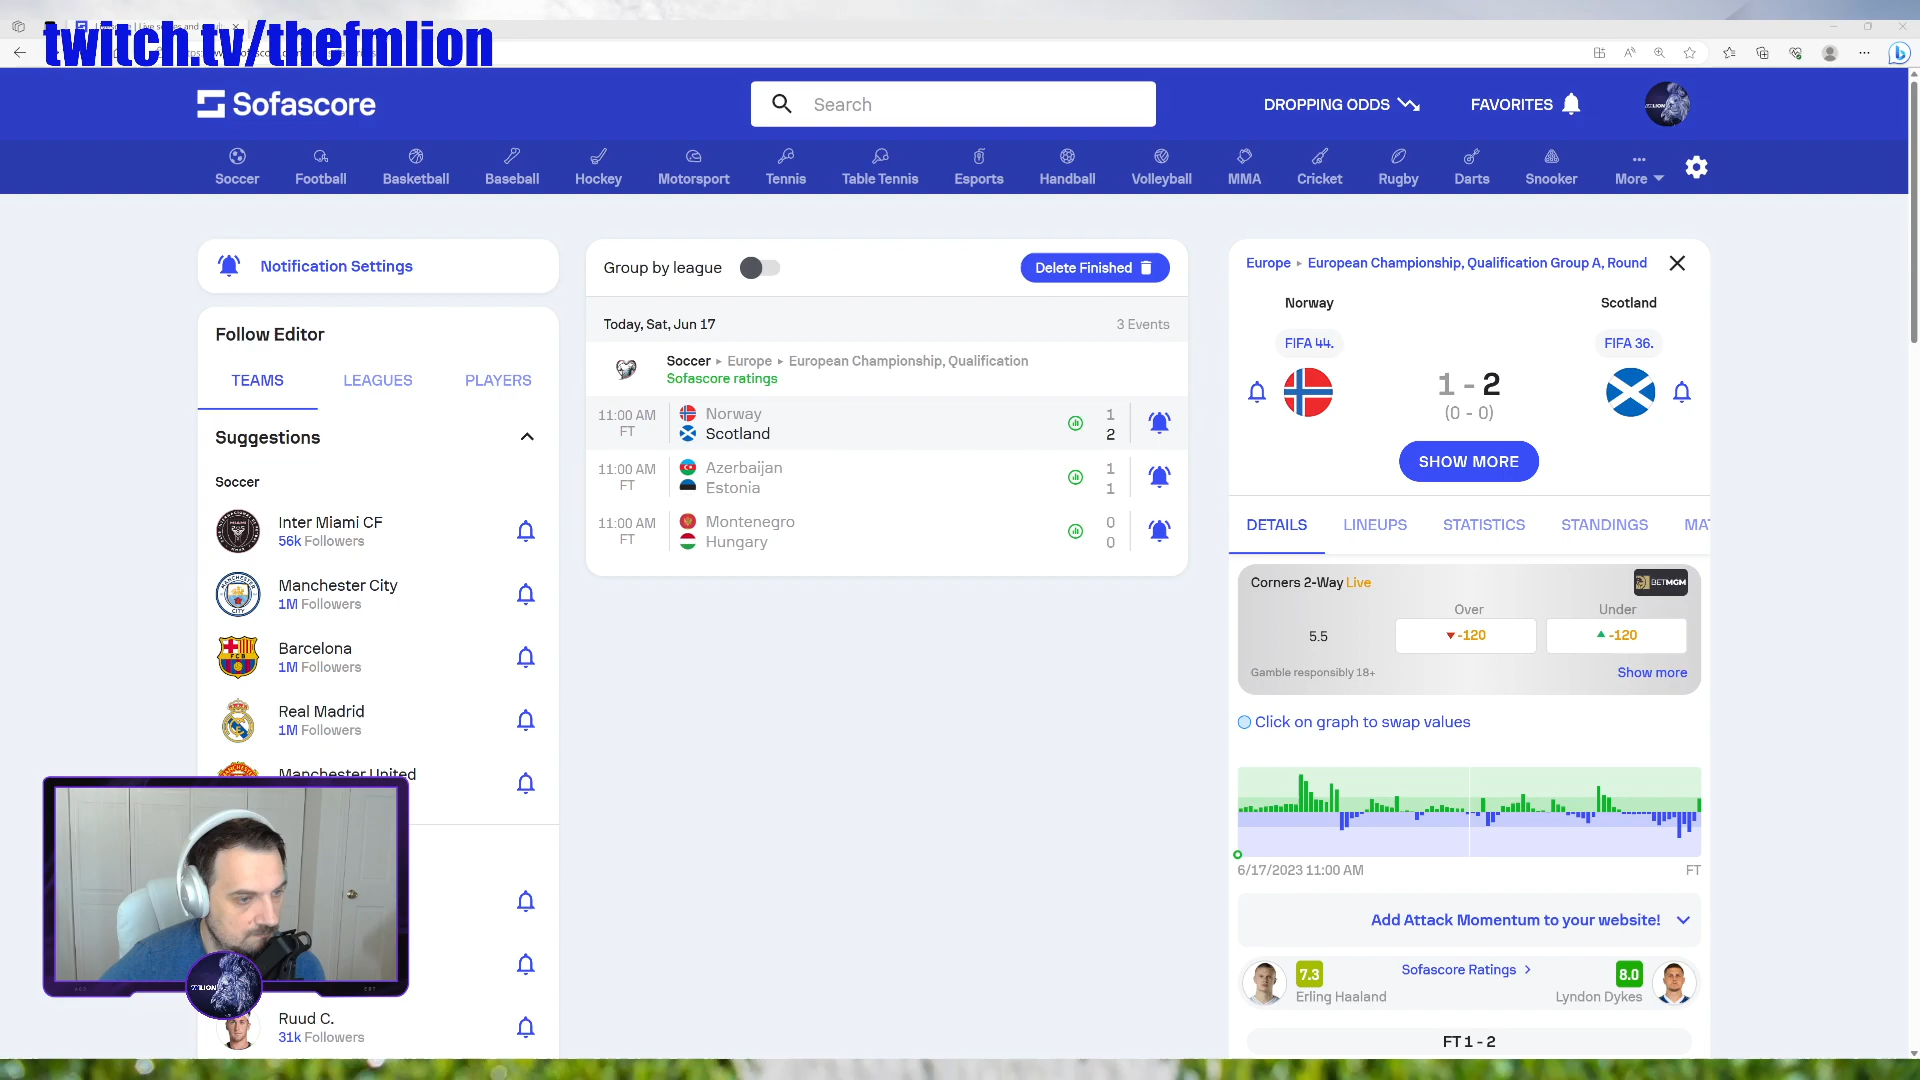 twitch.tv/thefmlion
Sofascore
Search
DROPPING ODDS
FAVORITES
Soccer
Football
Basketball
Baseball
Hockey
Motorsport
Tennis
Table Tennis
Esports
Handball
Volleyball
MMA
Cricket
Rugby
Darts
Snooker
More
Notification Settings
Follow Editor
TEAMS
LEAGUES
PLAYERS
Suggestions
Soccer
Inter Miami CF
56k Followers
Manchester City
1M Followers
Barcelona
1M Followers
Real Madrid
1M Followers
Manchester United
Ruud C.
31k Followers
Group by league
Delete Finished
Today, Sat, Jun 17
3 Events
Soccer Europe European Championship, Qualification
Sofascore ratings
11:00 AM Norway 1
FT Scotland 2
11:00 AM Azerbaijan 1
FT Estonia 1
11:00 AM Montenegro 0
FT Hungary 0
Europe European Championship, Qualification Group A, Round
Norway
Scotland
FIFA 44.
FIFA 36.
1 - 2
(0 - 0)
SHOW MORE
DETAILS
LINEUPS
STATISTICS
STANDINGS
MAT
Corners 2-Way Live
BETMGM
Over
Under
5.5
-120
-120
Gamble responsibly 18+
Show more
Click on graph to swap values
6/17/2023 11:00 AM
FT
Add Attack Momentum to your website!
7.3
Erling Haaland
Sofascore Ratings
8.0
Lyndon Dykes
FT 1 - 2